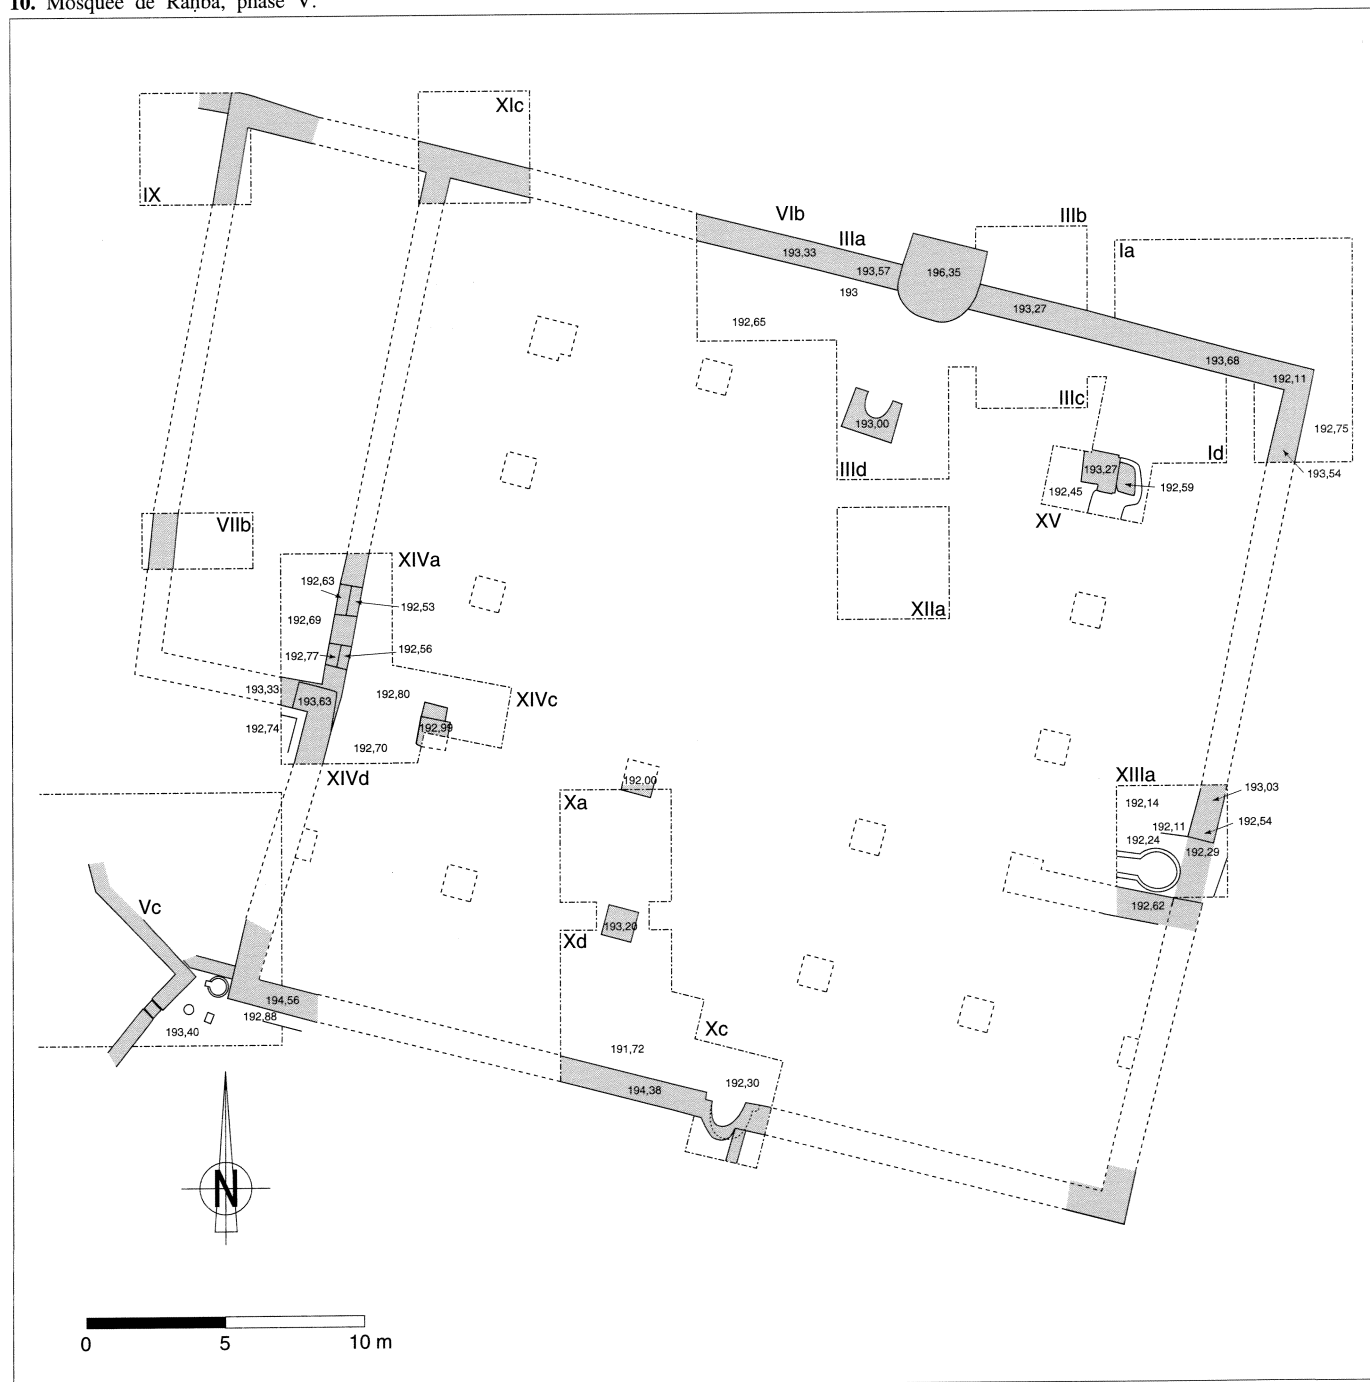 10. Mosquée de Raḥba, phase V.
XIc
IX
VIb
IIIb
IIIa
Ia
193,33
193,57
196,35
193
193,27
192,65
193,68
192,11
IIIc
193,00
192,75
IIId
Id
193,27
193,54
192,45
192,59
XV
VIIb
XIVa
192,63
192,53
192,69
XIIa
192,77
192,56
193,33
193,63
192,80
XIVc
192,74
192,99
192,70
XIVd
192,00
XIIIa
Xa
192,14
193,03
192,11
192,54
192,24
192,29
Vc
192,62
193,20
Xd
194,56
192,88
193,40
Xc
191,72
192,30
194,38
N
0 5 10 m